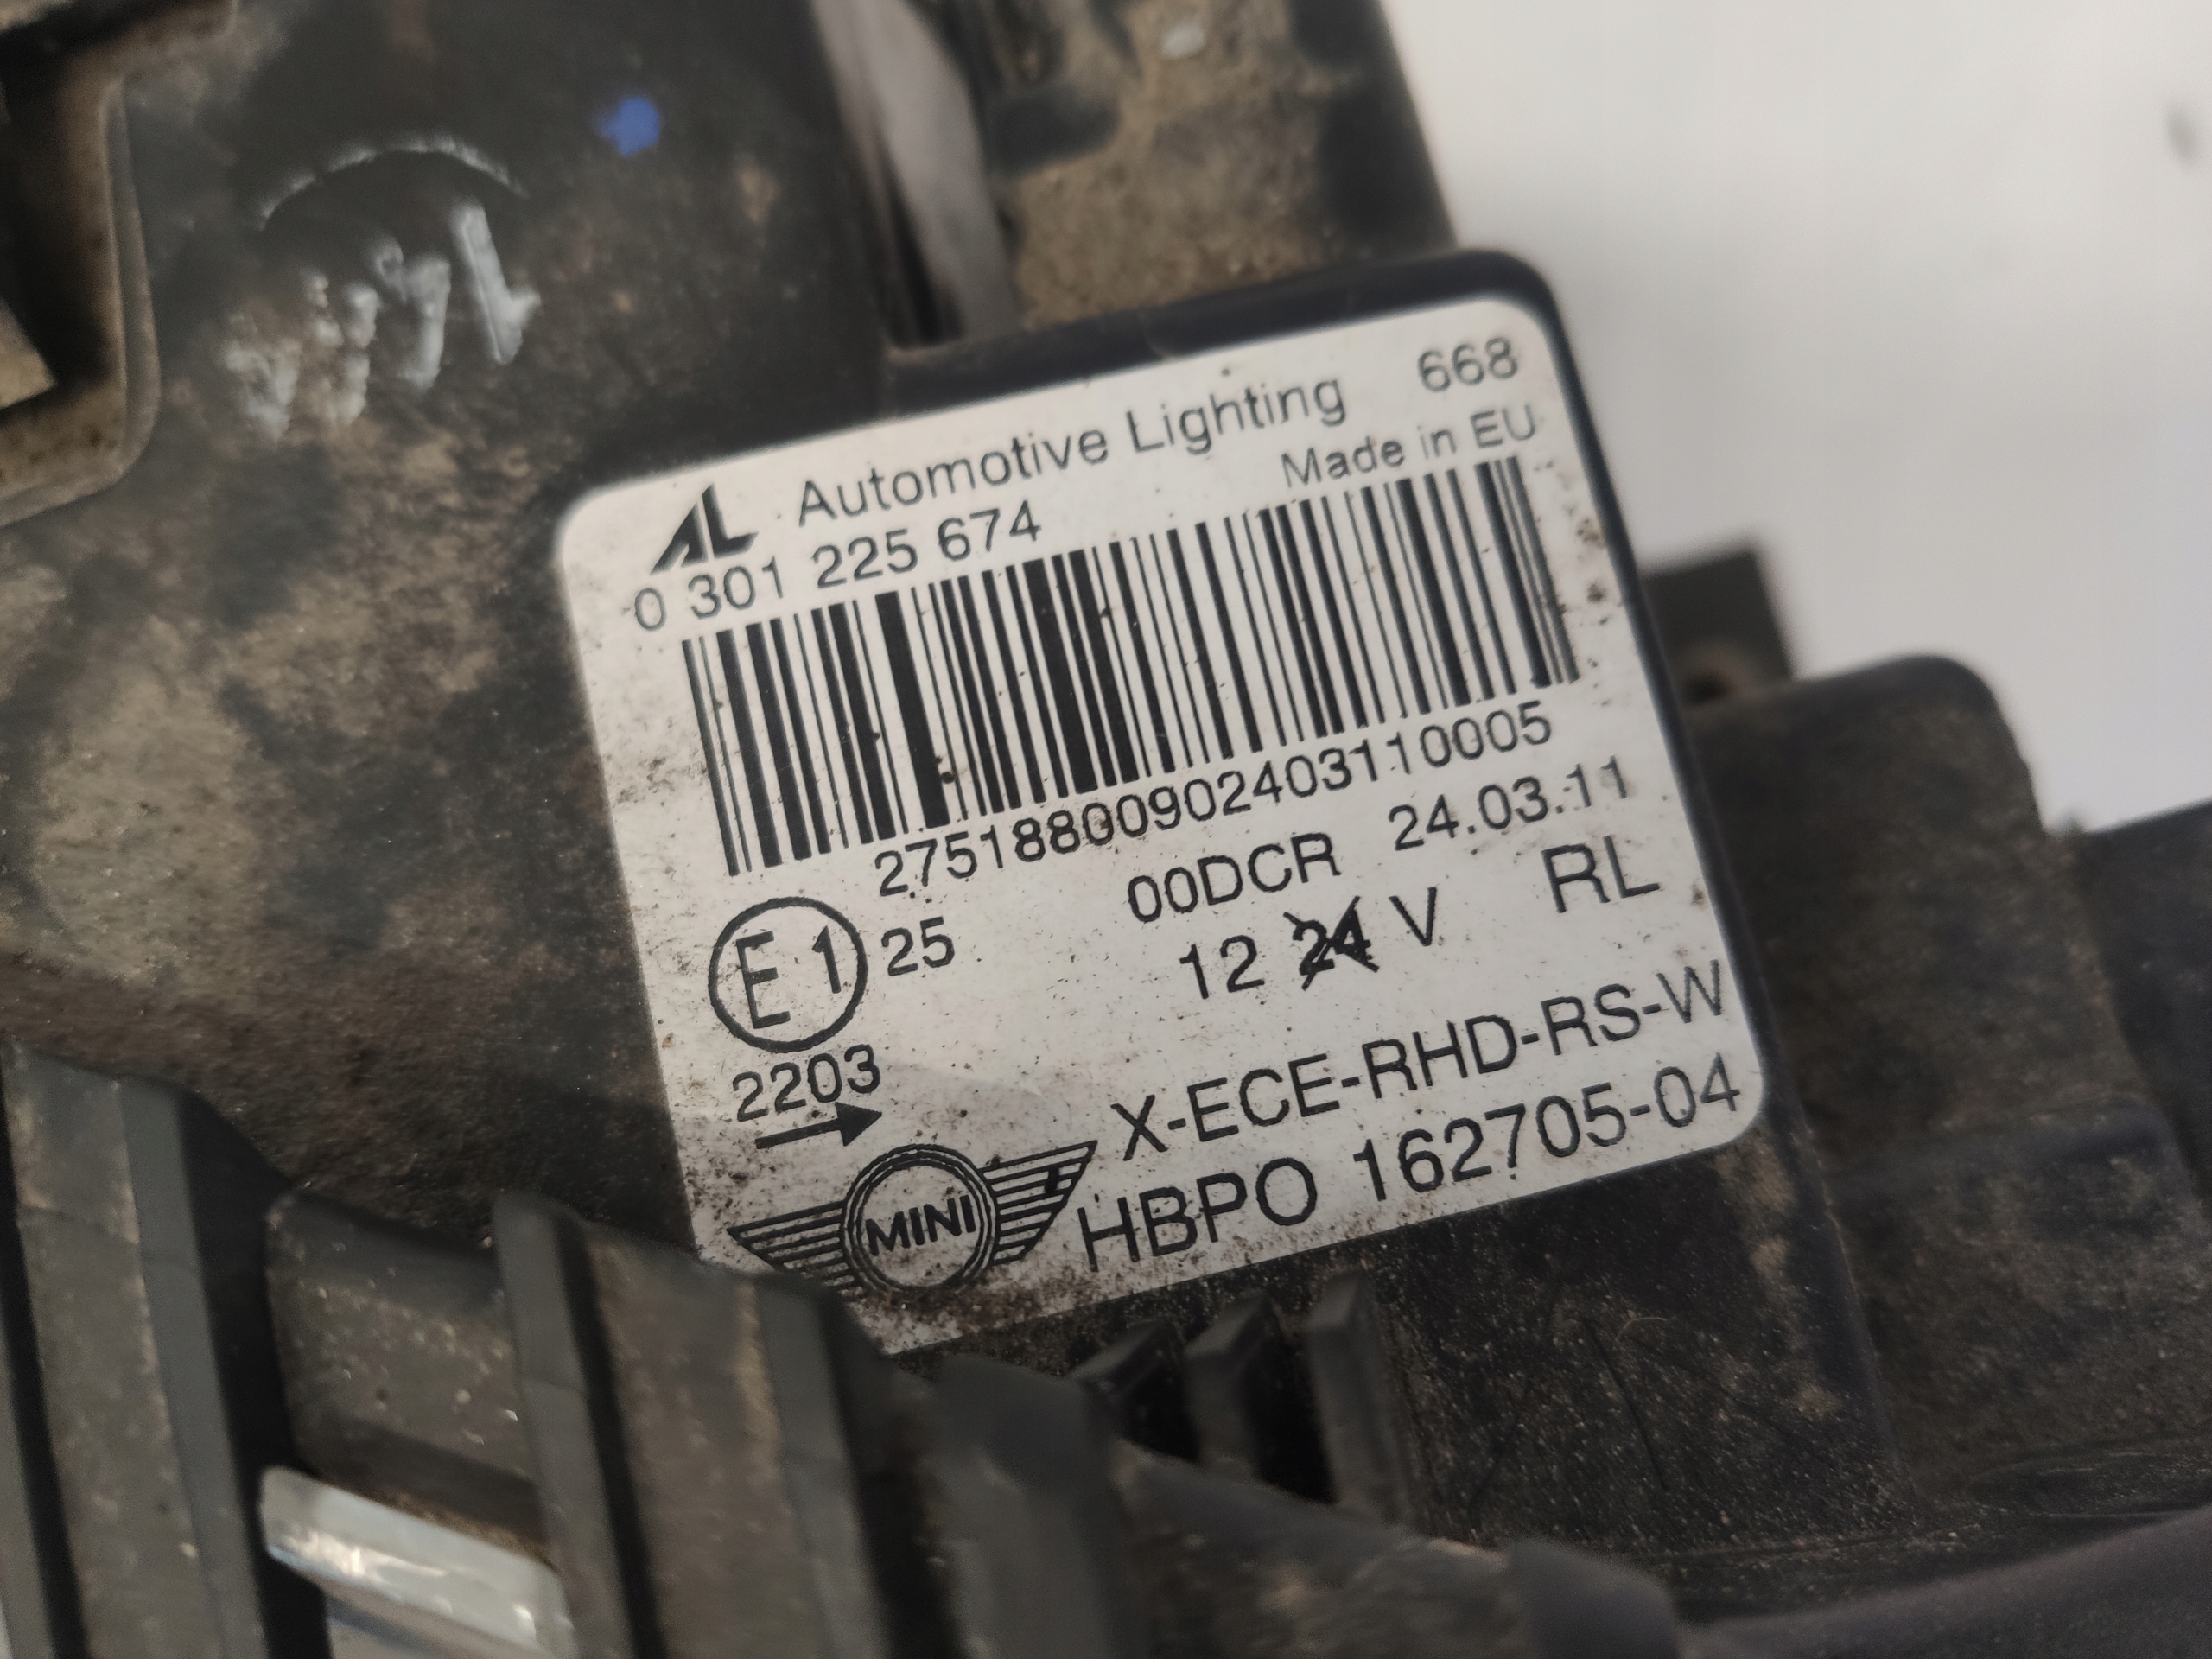 AL Automotive Lighting 668
0 301 225 674 Made in EU
27518800902403110005
00DCR 24.03.11
E1 25 12 24 V RL
2203
X-ECE-RHD-RS-W
MINI HBPO 162705-04